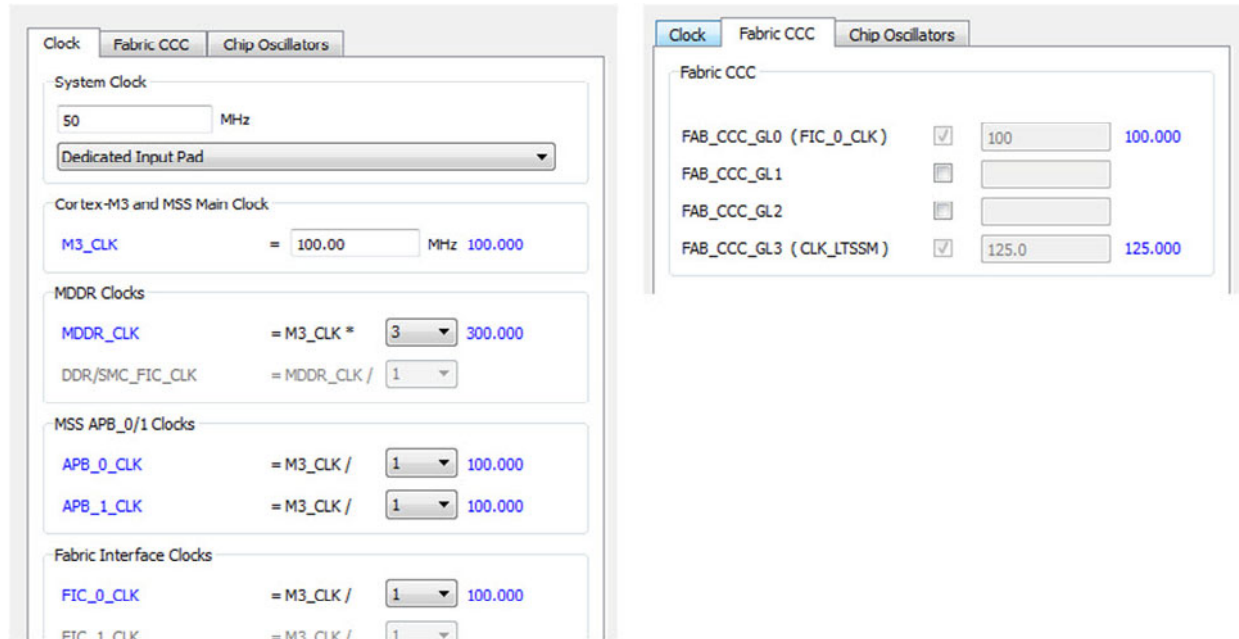 Clock Fabric CCC Chip Oscillators
System Clock
50 MHz
Dedicated Input Pad
Cortex-M3 and MSS Main Clock
M3_CLK = 100.00 MHz 100.000
MDDR Clocks
MDDR_CLK = M3_CLK * 3 300.000
DDR/SMC_FIC_CLK = MDDR_CLK / 1
MSS APB_0/1 Clocks
APB_0_CLK = M3_CLK / 1 100.000
APB_1_CLK = M3_CLK / 1 100.000
Fabric Interface Clocks
FIC_0_CLK = M3_CLK / 1 100.000
FIC_1_CLK = M3_CLK / 1
Clock Fabric CCC Chip Oscillators
Fabric CCC
FAB_CCC_GL0 ( FIC_0_CLK ) 100 100.000
FAB_CCC_GL1
FAB_CCC_GL2
FAB_CCC_GL3 ( CLK_LTSSM ) 125.0 125.000